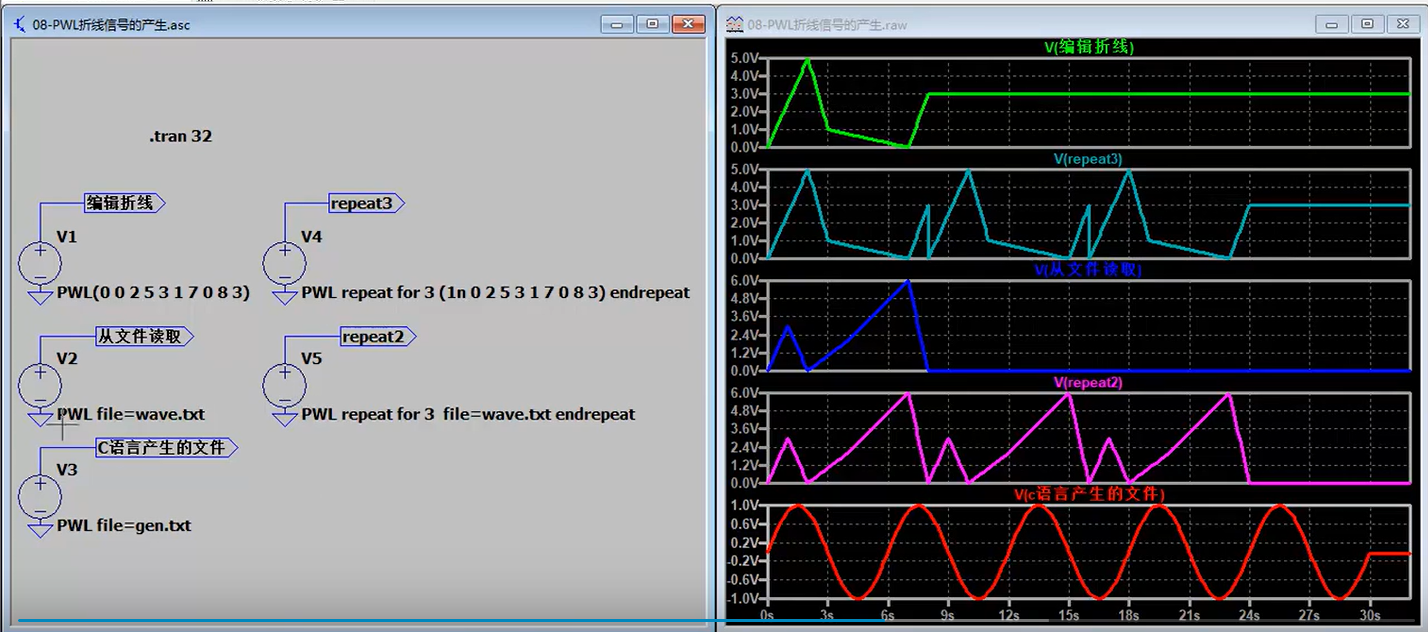 08-PWL折线信号的产生.asc
.tran 32
编辑折线
V1
PWL(0 0 2 5 3 1 7 0 8 3)
repeat3
V4
PWL repeat for 3 (1n 0 2 5 3 1 7 0 8 3) endrepeat
从文件读取
V2
PWL file=wave.txt
repeat2
V5
PWL repeat for 3 file=wave.txt endrepeat
C语言产生的文件
V3
PWL file=gen.txt
08-PWL折线信号的产生.raw
V(编辑折线)
5.0V
4.0V
3.0V
2.0V
1.0V
0.0V
V(repeat3)
5.0V
4.0V
3.0V
2.0V
1.0V
0.0V
V(从文件读取)
6.0V
4.8V
3.6V
2.4V
1.2V
0.0V
V(repeat2)
6.0V
4.8V
3.6V
2.4V
1.2V
0.0V
V(c语言产生的文件)
1.0V
0.6V
0.2V
-0.2V
-0.6V
-1.0V
0s 3s 6s 9s 12s 15s 18s 21s 24s 27s 30s